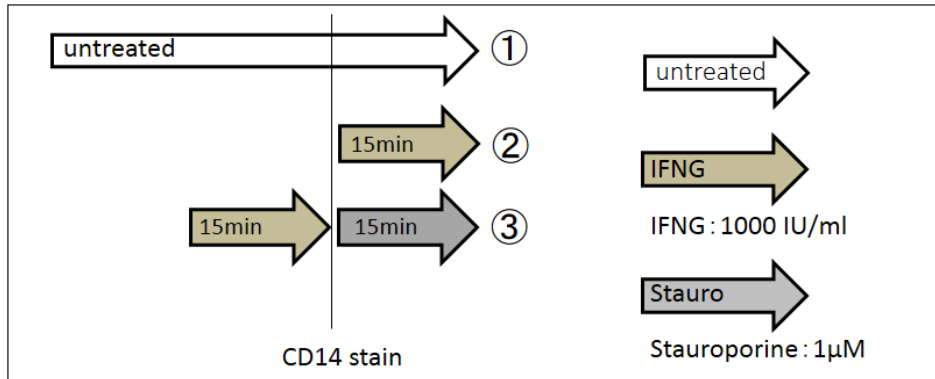 untreated ①
15min ②
15min 15min ③
CD14 stain
untreated
IFNG
IFNG : 1000 IU/ml
Stauro
Stauroporine : 1µM